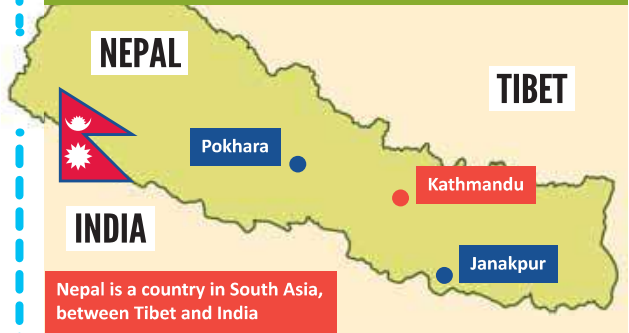 NEPAL
TIBET
Pokhara
Kathmandu
INDIA
Janakpur
Nepal is a country in South Asia,
between Tibet and India